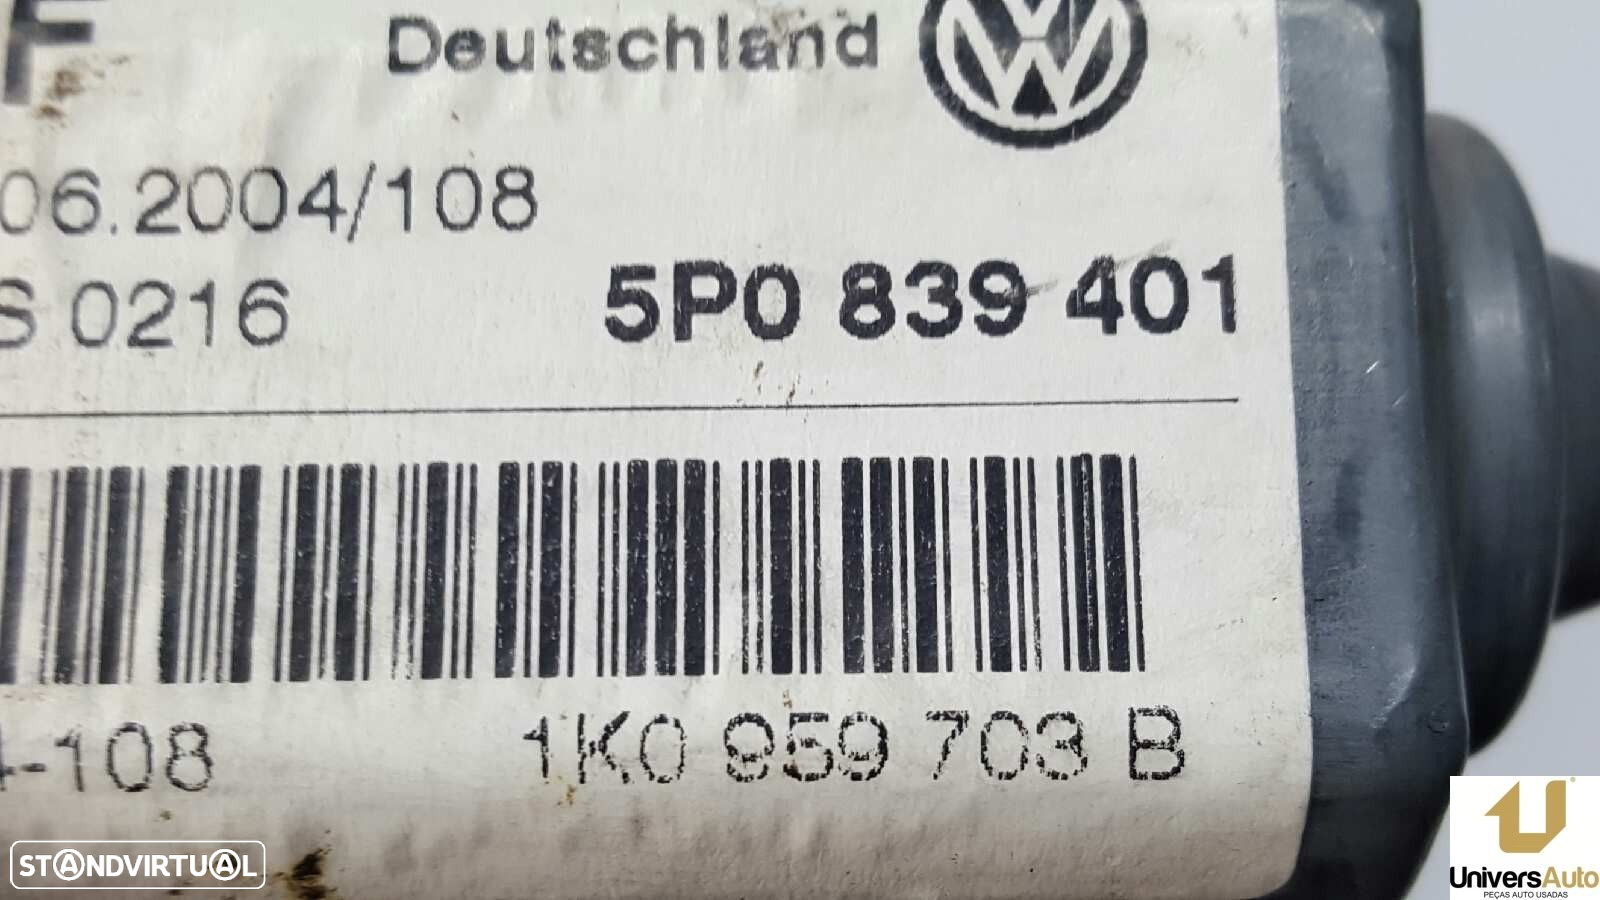 F Deutschland
06.2004/108
S 0216 5P0 839 401
4-108 1K0 959 703 B
STANDVIRTUAL
UniversAuto
PEÇAS AUTO USADAS